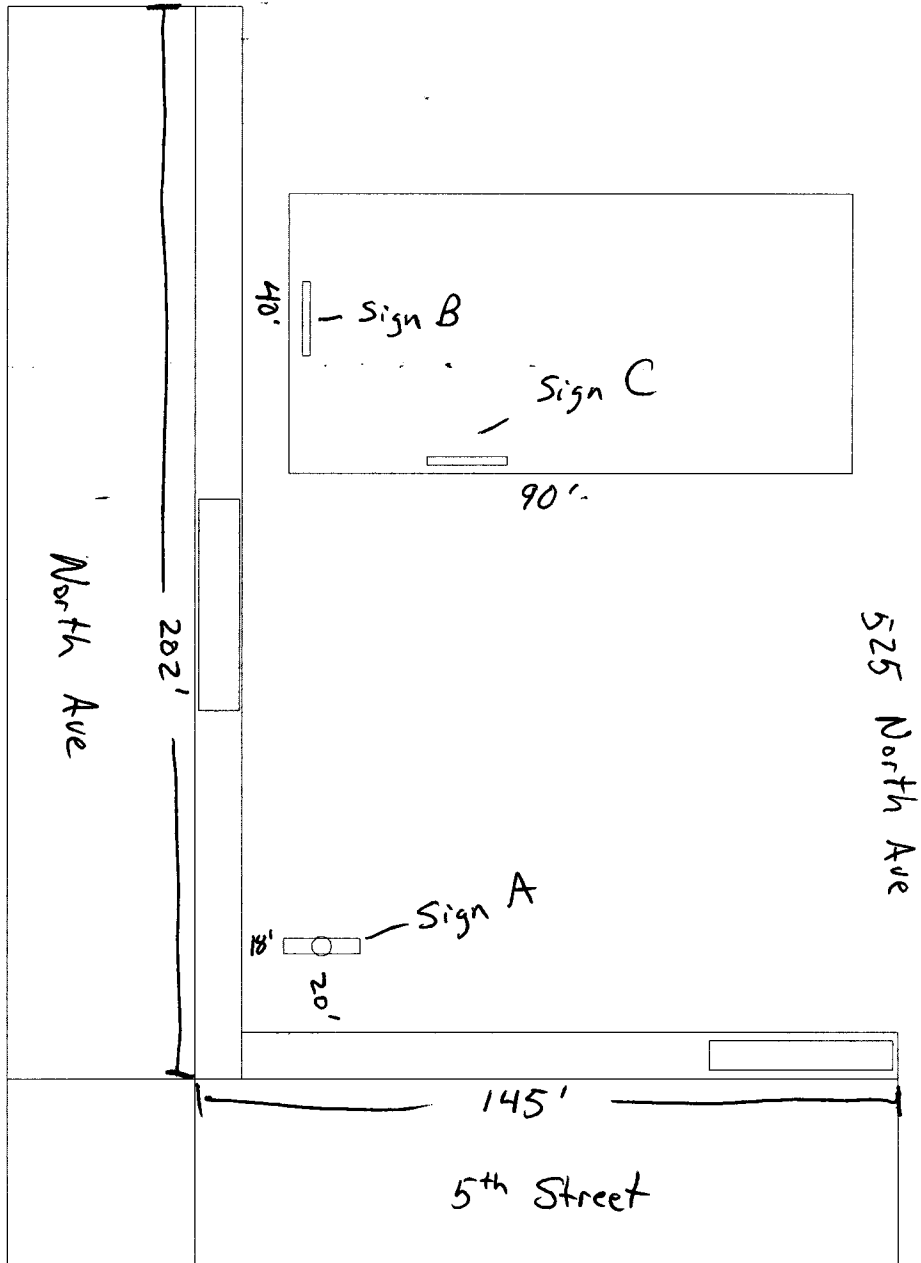 40'
Sign B
Sign C
90'
North Ave
202'
525 North Ave
Sign A
18'
20'
145'
5th Street